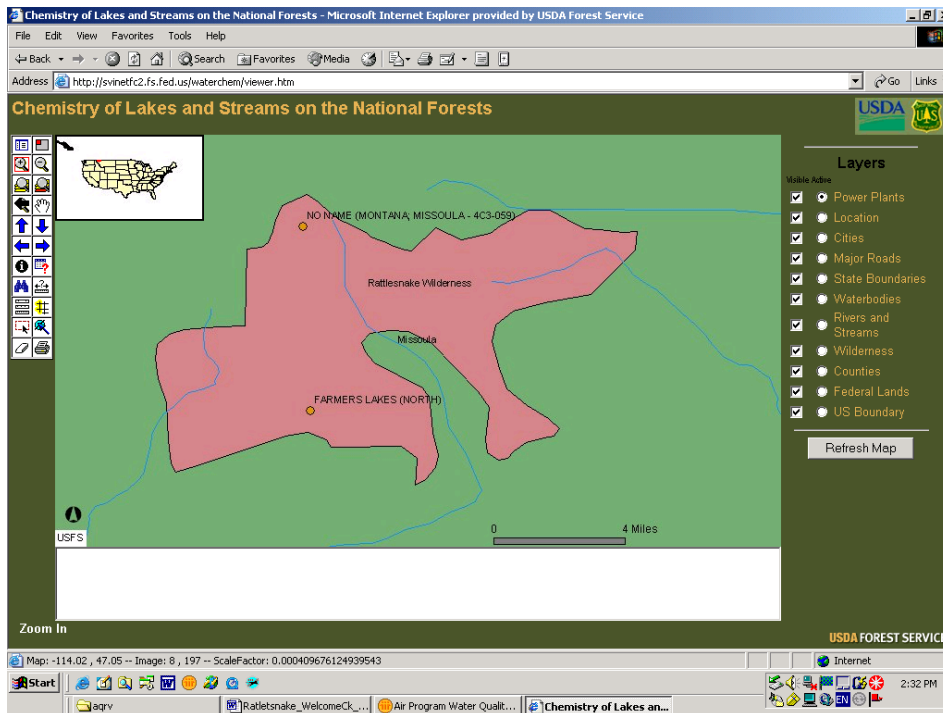 Chemistry of Lakes and Streams on the National Forests - Microsoft Internet Explorer provided by USDA Forest Service
File Edit View Favorites Tools Help
Back Search Favorites Media
Address http://svinetfc2.fs.fed.us/waterchem/viewer.htm Go Links
Chemistry of Lakes and Streams on the National Forests
USDA UAS
Layers
Visible Active
Power Plants
Location
Cities
Major Roads
State Boundaries
Waterbodies
Rivers and
Streams
Wilderness
Counties
Federal Lands
US Boundary
Refresh Map
NO NAME (MONTANA; MISSOULA - 4C3-059)
Rattlesnake Wilderness
Missoula
FARMERS LAKES (NORTH)
0 4 Miles
USFS
Zoom In
USDA FOREST SERVICE
Map: -114.02 , 47.05 -- Image: 8 , 197 -- ScaleFactor: 0.000409676124939543 Internet
Start 2:32 PM
EN
aqrv Ratletsnake_WelcomeCk_... Air Program Water Qualit... Chemistry of Lakes an...